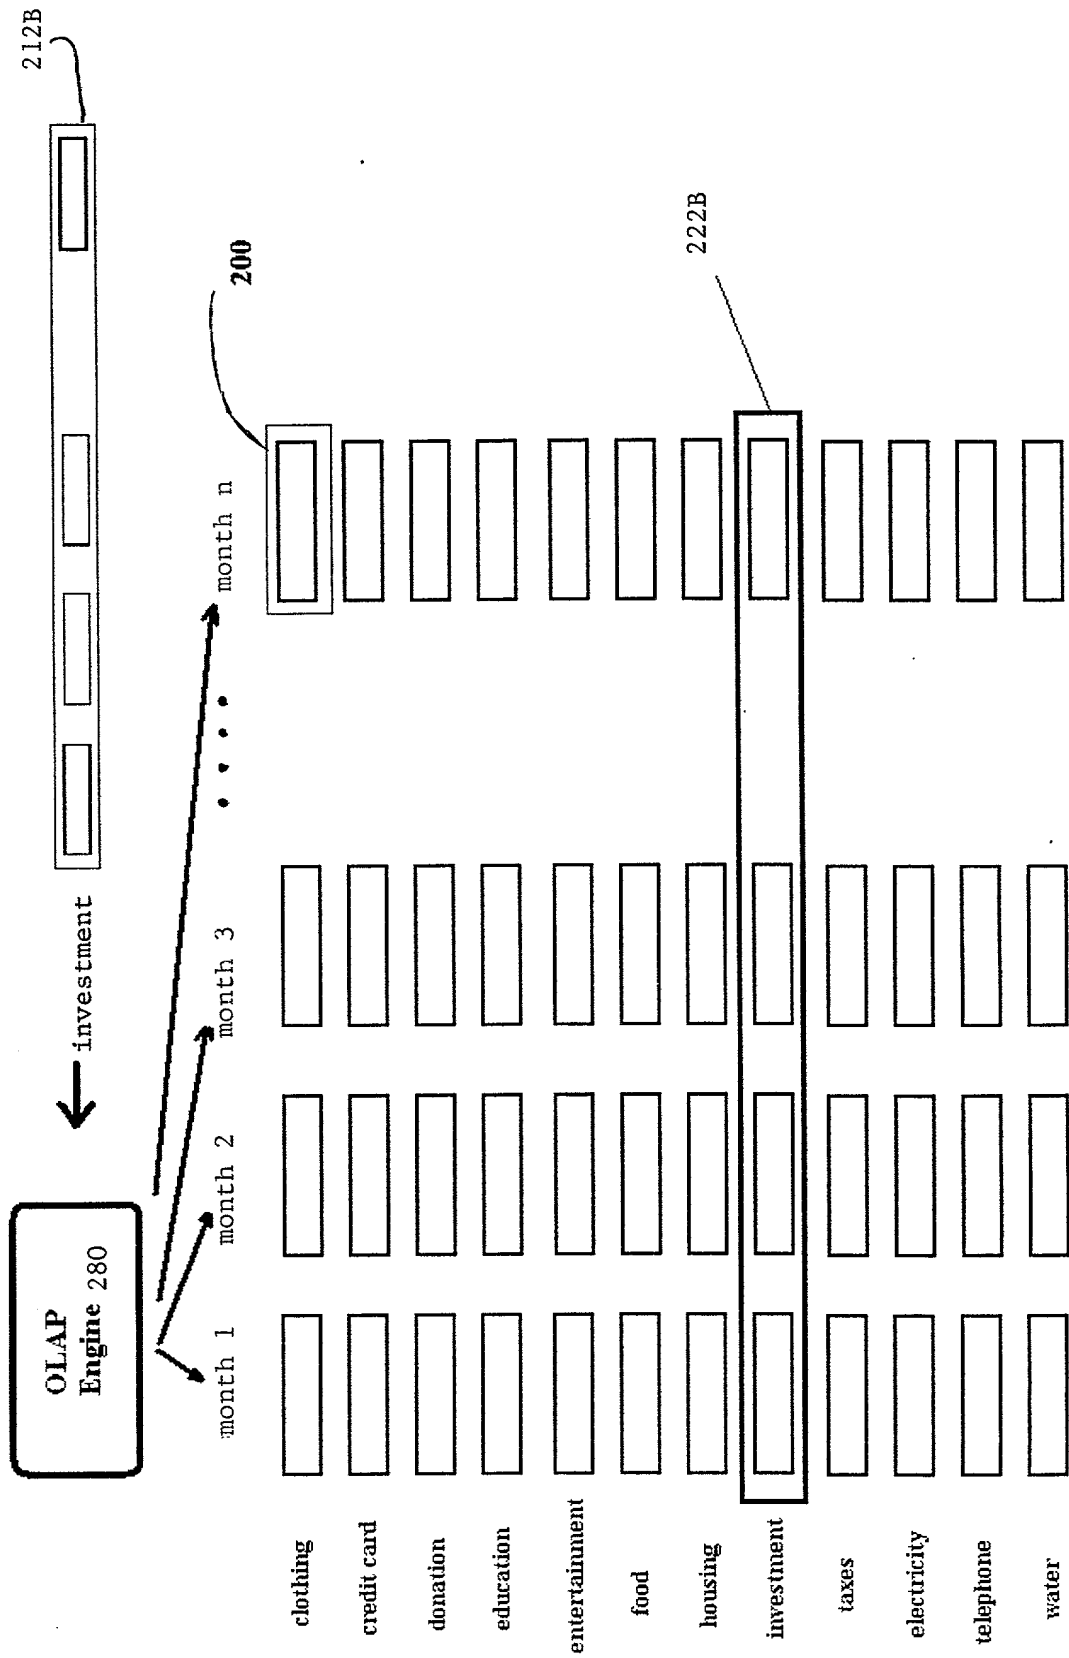 212B
OLAP
Engine 280
investment
month 1
month 2
month 3
month n
200
222B
clothing
credit card
donation
education
entertainment
food
housing
investment
taxes
electricity
telephone
water